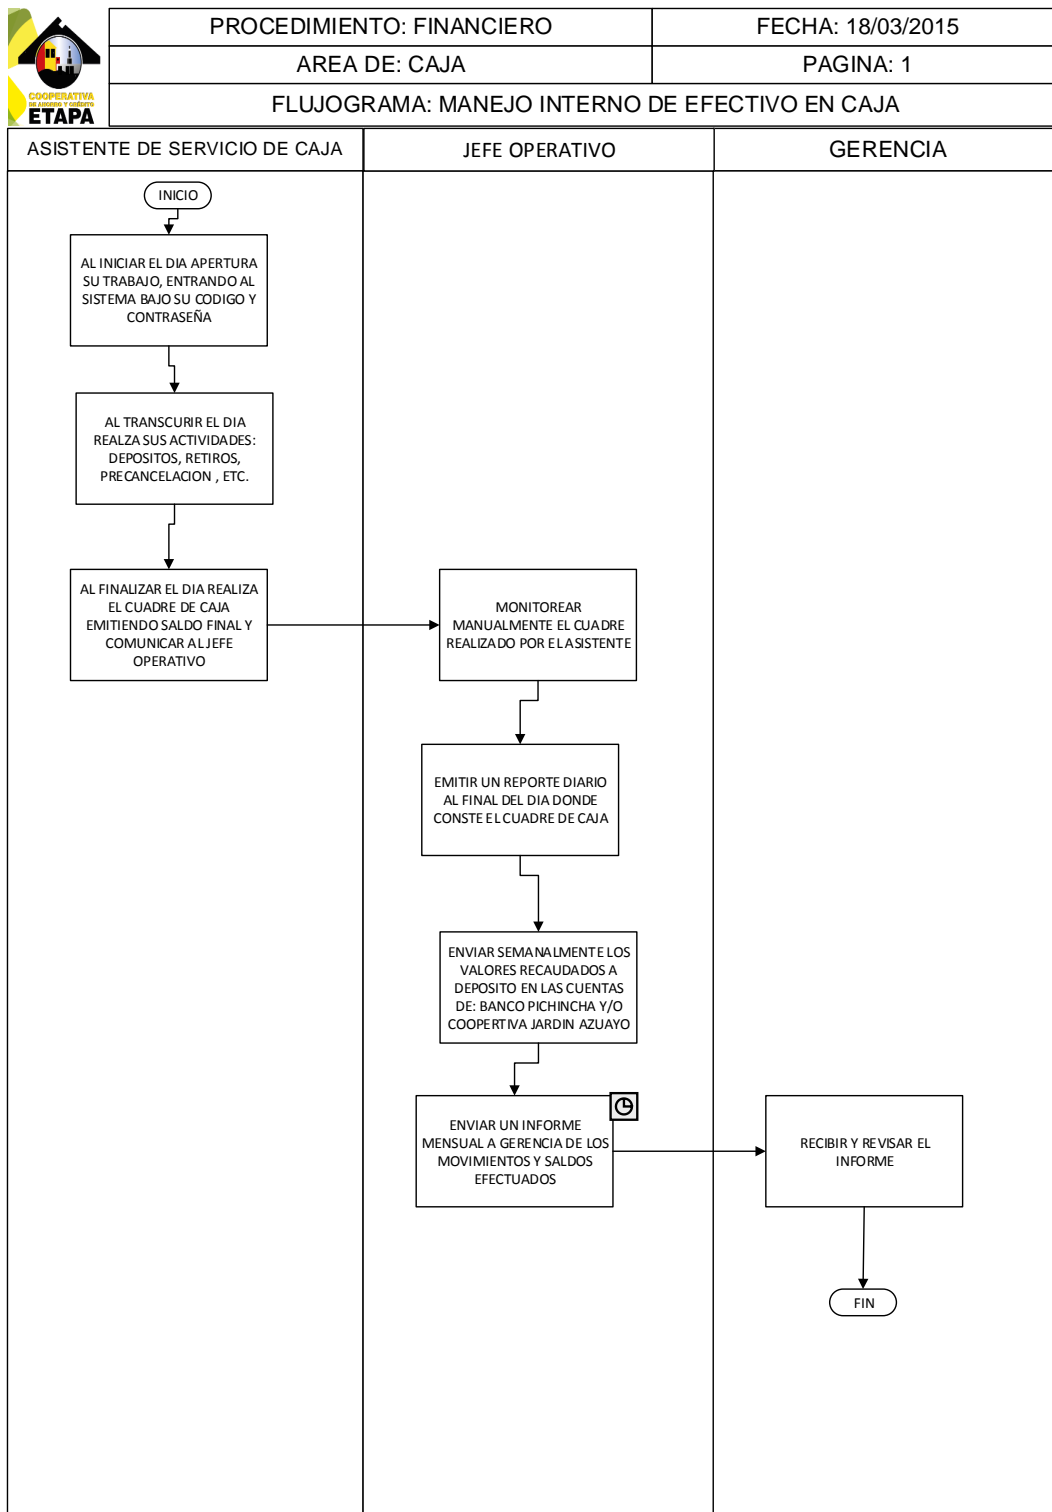 COOPERATIVA
DE AHORRO Y CRÉDITO
ETAPA
PROCEDIMIENTO: FINANCIERO
FECHA: 18/03/2015
AREA DE: CAJA
PAGINA: 1
FLUJOGRAMA: MANEJO INTERNO DE EFECTIVO EN CAJA
ASISTENTE DE SERVICIO DE CAJA
JEFE OPERATIVO
GERENCIA
INICIO
AL INICIAR EL DIA APERTURA
SU TRABAJO, ENTRANDO AL
SISTEMA BAJO SU CODIGO Y
CONTRASEÑA
AL TRANSCURIR EL DIA
REALZA SUS ACTIVIDADES:
DEPOSITOS, RETIROS,
PRECANCELACION , ETC.
AL FINALIZAR EL DIA REALIZA
EL CUADRE DE CAJA
EMITIENDO SALDO FINAL Y
COMUNICAR AL JEFE
OPERATIVO
MONITOREAR
MANUALMENTE EL CUADRE
REALIZADO POR EL ASISTENTE
EMITIR UN REPORTE DIARIO
AL FINAL DEL DIA DONDE
CONSTE EL CUADRE DE CAJA
ENVIAR SEMANALMENTE LOS
VALORES RECAUDADOS A
DEPOSITO EN LAS CUENTAS
DE: BANCO PICHINCHA Y/O
COOPERTIVA JARDIN AZUAYO
ENVIAR UN INFORME
MENSUAL A GERENCIA DE LOS
MOVIMIENTOS Y SALDOS
EFECTUADOS
RECIBIR Y REVISAR EL
INFORME
FIN